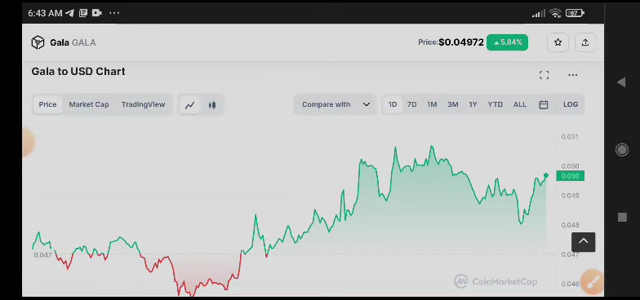 6:43 AM
67
Gala GALA
Price:$0.04972 5.84%
Gala to USD Chart
Price Market Cap TradingView Compare with 1D 7D 1M 3M 1Y YTD ALL LOG
0.051
0.050
0.050
0.049
0.048
0.047
0.047
0.046
CoinMarketCap